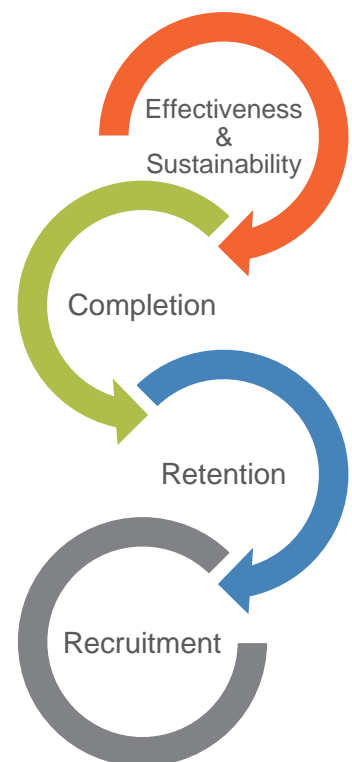 Effectiveness
&
Sustainability
Completion
Retention
Recruitment